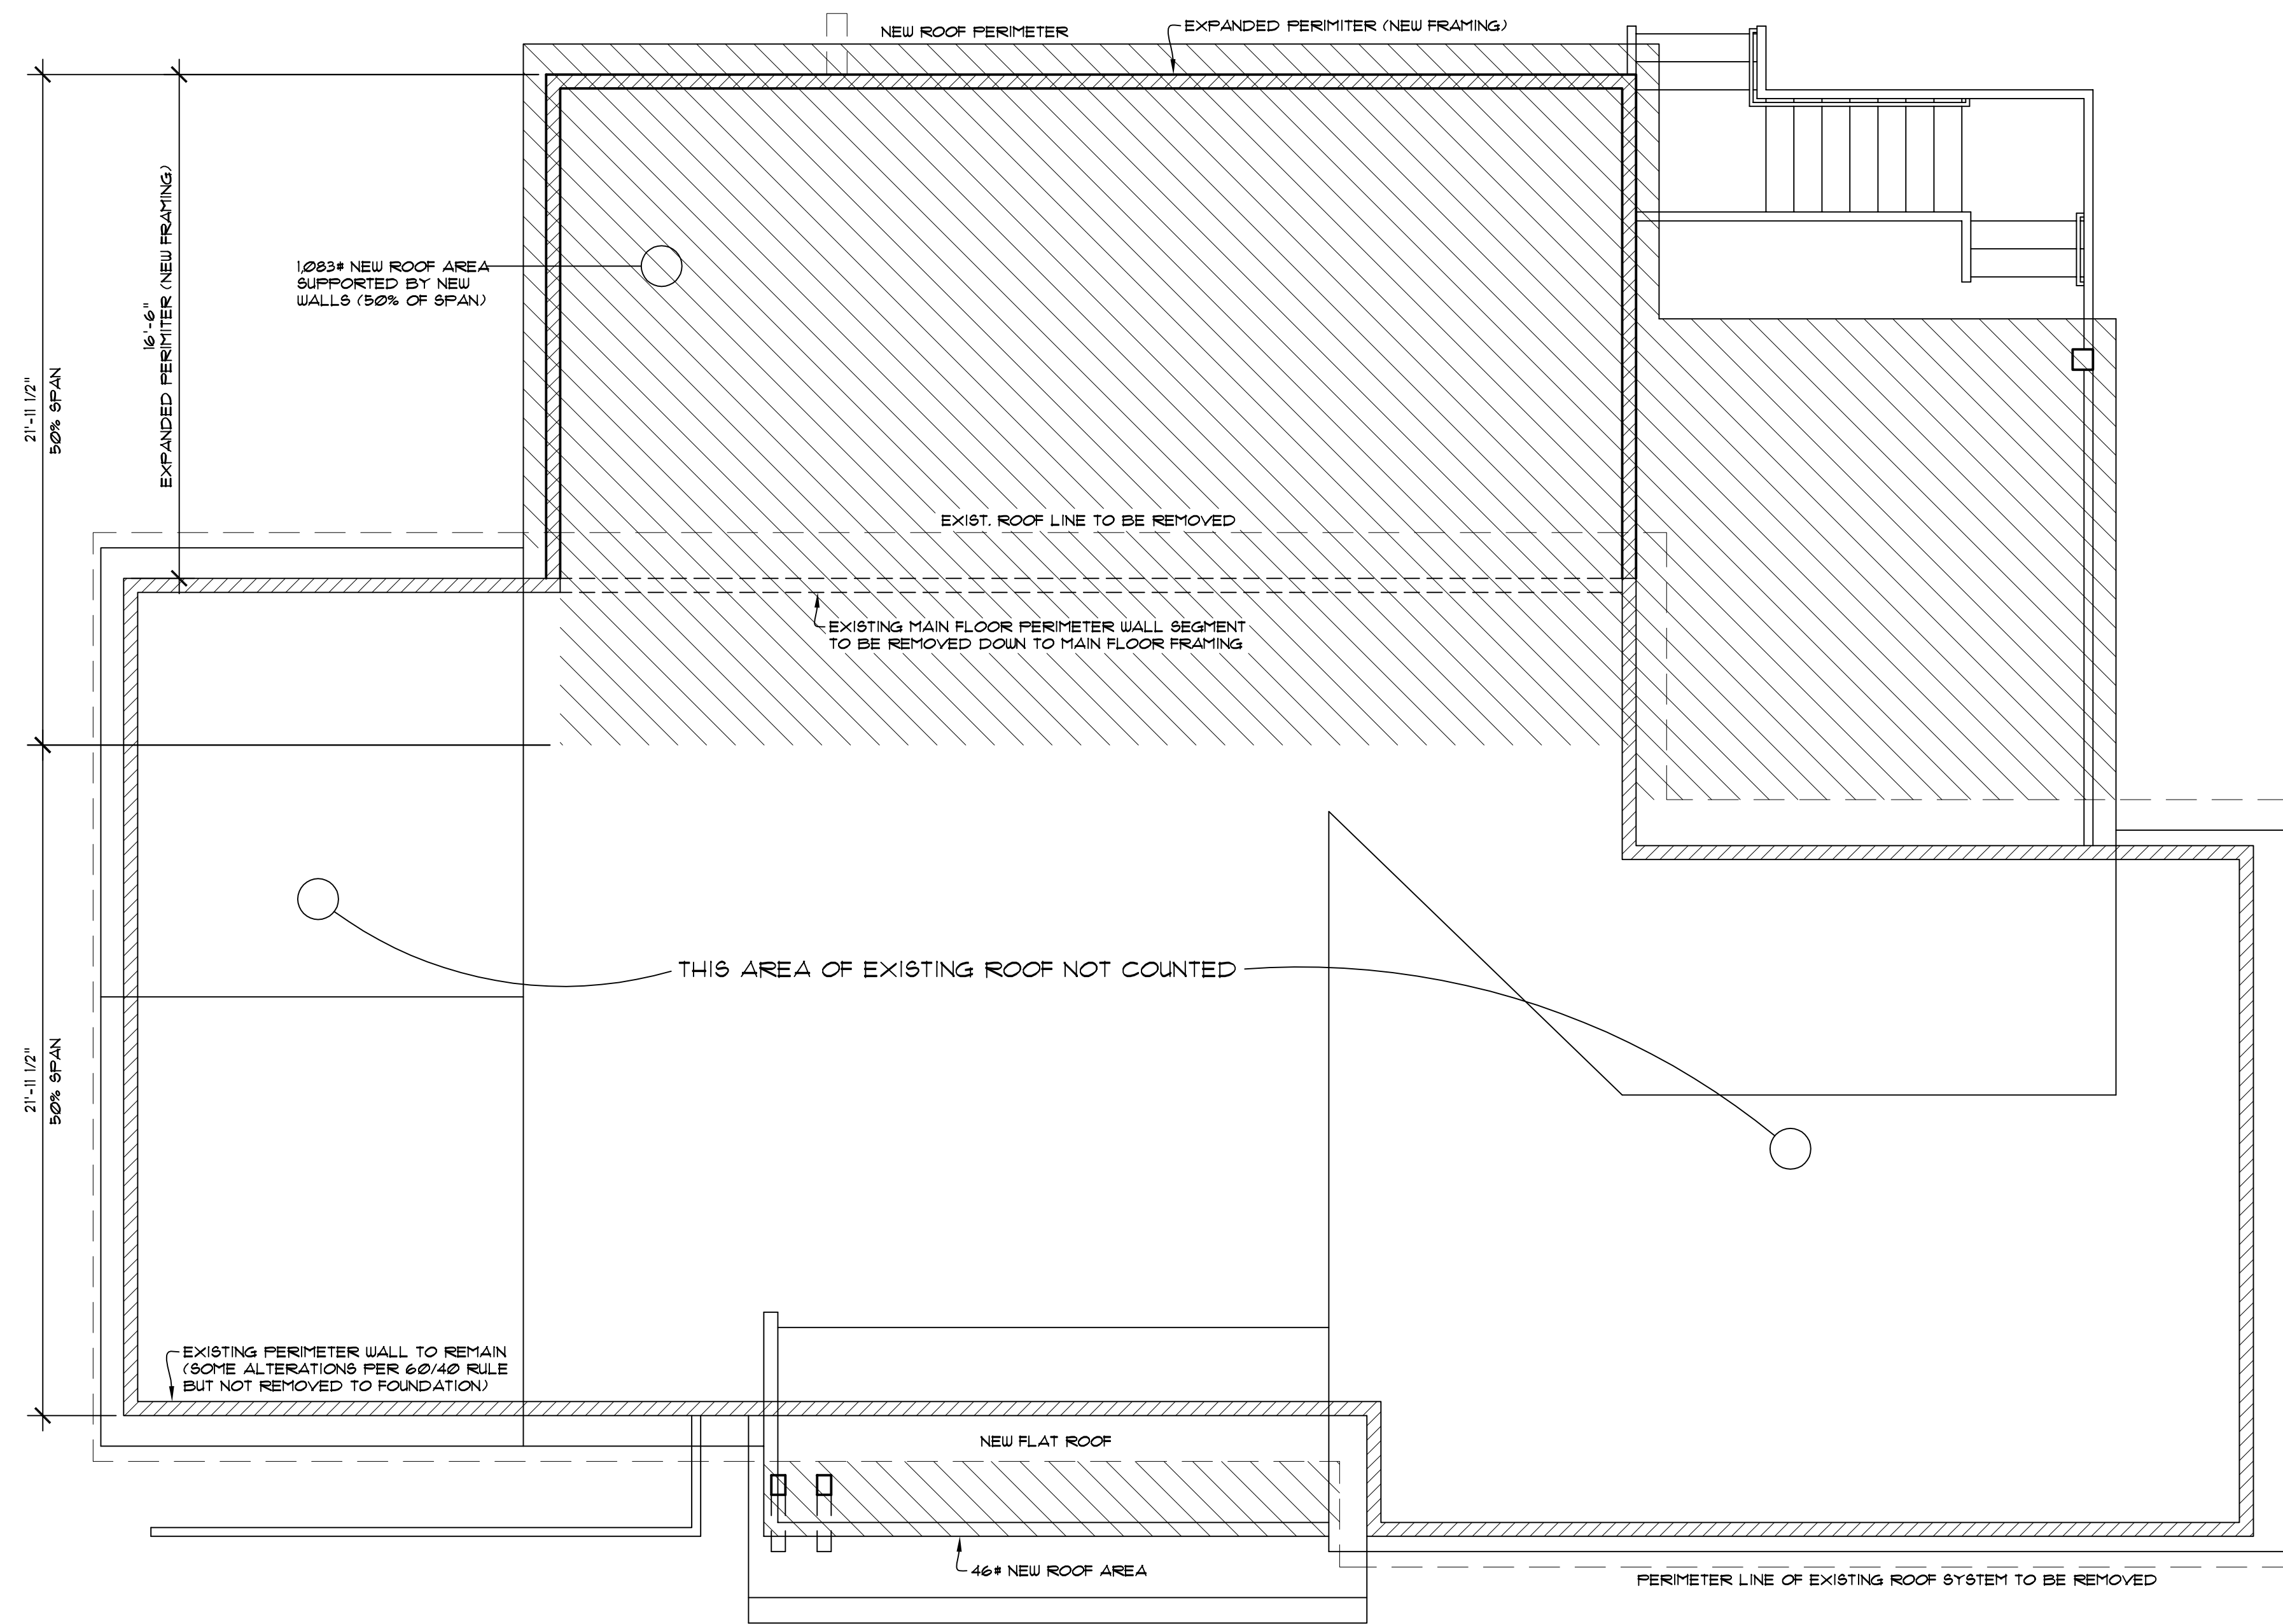 NEW ROOF PERIMETER
EXPANDED PERIMITER (NEW FRAMING)
16'-6"
EXPANDED PERIMITER (NEW FRAMING)
1,083# NEW ROOF AREA
SUPPORTED BY NEW
WALLS (50% OF SPAN)
21'-11 1/2"
50% SPAN
EXIST. ROOF LINE TO BE REMOVED
EXISTING MAIN FLOOR PERIMETER WALL SEGMENT
TO BE REMOVED DOWN TO MAIN FLOOR FRAMING
THIS AREA OF EXISTING ROOF NOT COUNTED
21'-11 1/2"
50% SPAN
EXISTING PERIMETER WALL TO REMAIN
(SOME ALTERATIONS PER 60/40 RULE
BUT NOT REMOVED TO FOUNDATION)
NEW FLAT ROOF
46# NEW ROOF AREA
PERIMETER LINE OF EXISTING ROOF SYSTEM TO BE REMOVED